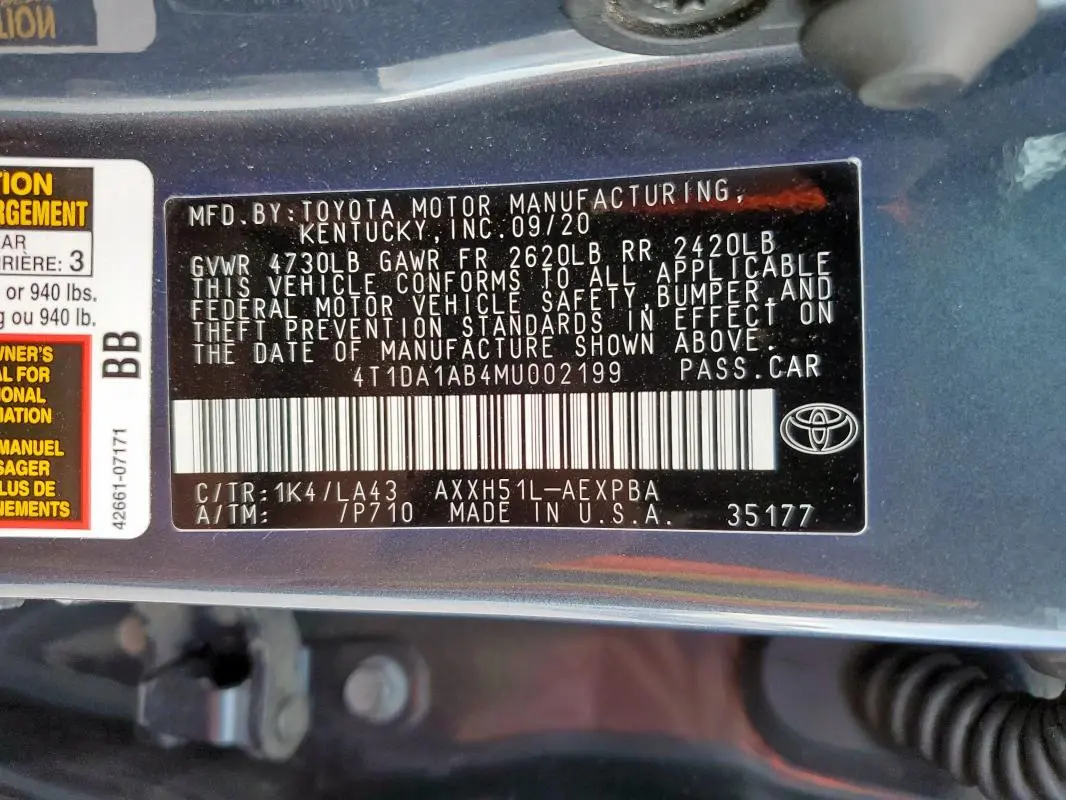 TION
TION
RGEMENT
AR
RIÈRE: 3
or 940 lbs.
g ou 940 lb.
WNER'S
AL FOR
IONAL
MATION
MANUEL
SAGER
LUS DE
NEMENTS
BB
42661-07171
MFD.BY:TOYOTA MOTOR MANUFACTURING,
KENTUCKY,INC.09/20
GVWR 4730LB GAWR FR 2620LB RR 2420LB
THIS VEHICLE CONFORMS TO ALL APPLICABLE
FEDERAL MOTOR VEHICLE SAFETY,BUMPER,AND
THEFT PREVENTION STANDARDS IN EFFECT ON
THE DATE OF MANUFACTURE SHOWN ABOVE.
4T1DA1AB4MU002199 PASS.CAR
C/TR:1K4/LA43 AXXH51L-AEXPBA
A/TM: /P710 MADE IN U.S.A. 35177